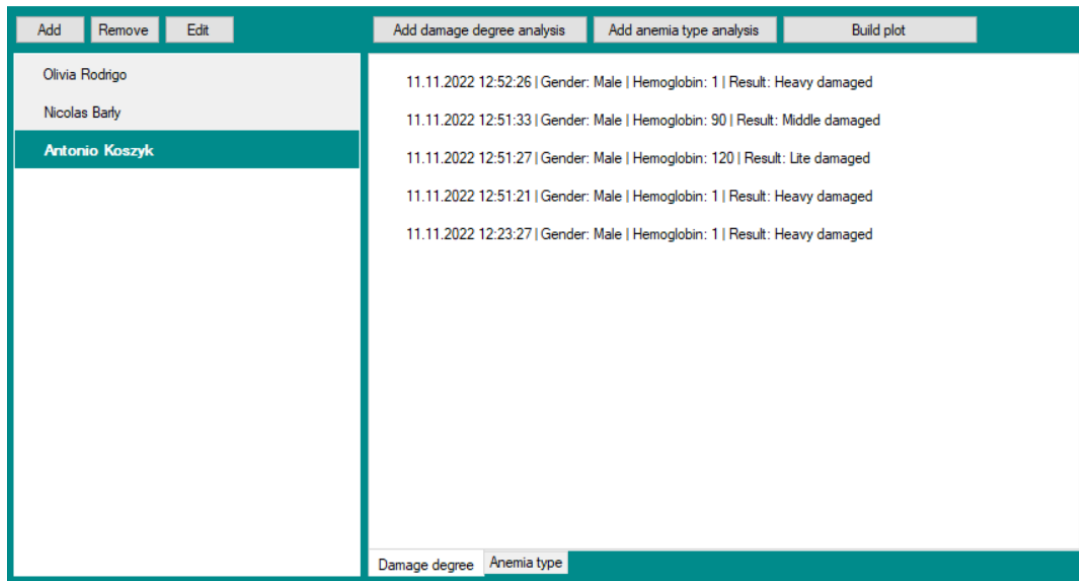 Add Remove Edit Add damage degree analysis Add anemia type analysis Build plot
Olivia Rodrigo
Nicolas Barly
Antonio Koszyk
11.11.2022 12:52:26 | Gender: Male | Hemoglobin: 1 | Result: Heavy damaged
11.11.2022 12:51:33 | Gender: Male | Hemoglobin: 90 | Result: Middle damaged
11.11.2022 12:51:27 | Gender: Male | Hemoglobin: 120 | Result: Lite damaged
11.11.2022 12:51:21 | Gender: Male | Hemoglobin: 1 | Result: Heavy damaged
11.11.2022 12:23:27 | Gender: Male | Hemoglobin: 1 | Result: Heavy damaged
Damage degree Anemia type